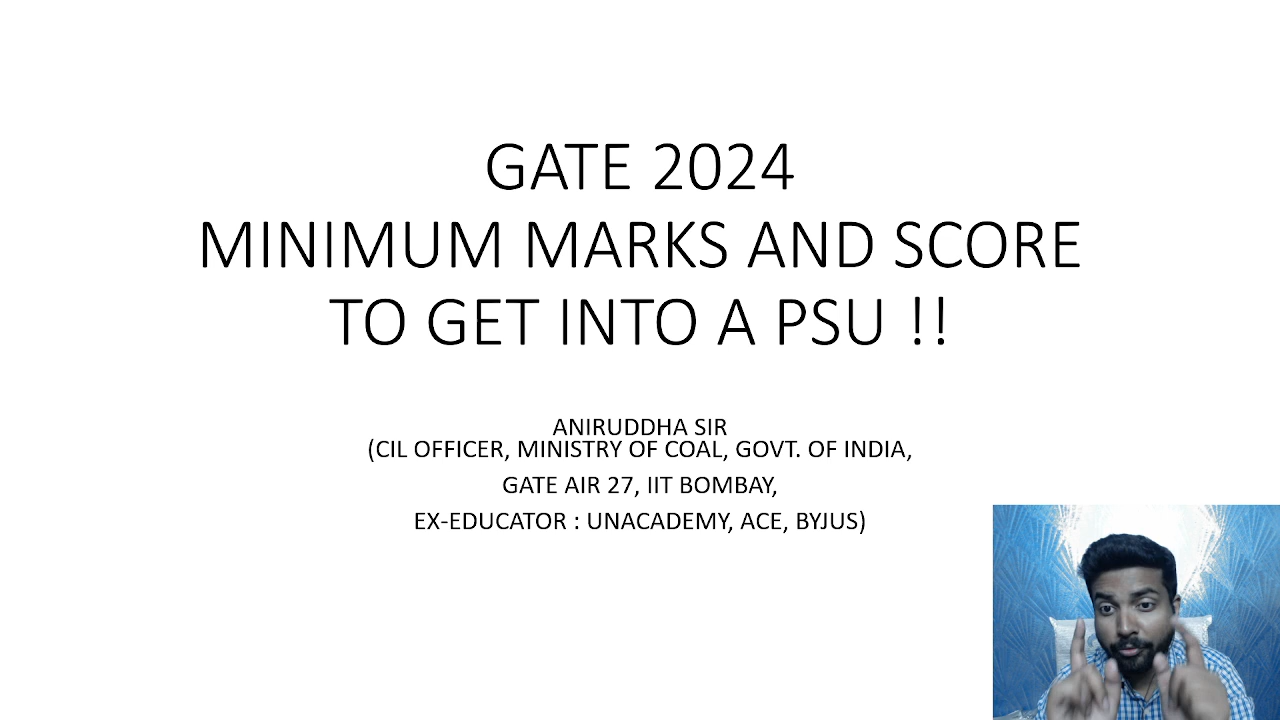 GATE 2024
MINIMUM MARKS AND SCORE
TO GET INTO A PSU !!
ANIRUDDHA SIR
(CIL OFFICER, MINISTRY OF COAL, GOVT. OF INDIA,
GATE AIR 27, IIT BOMBAY,
EX-EDUCATOR : UNACADEMY, ACE, BYJUS)